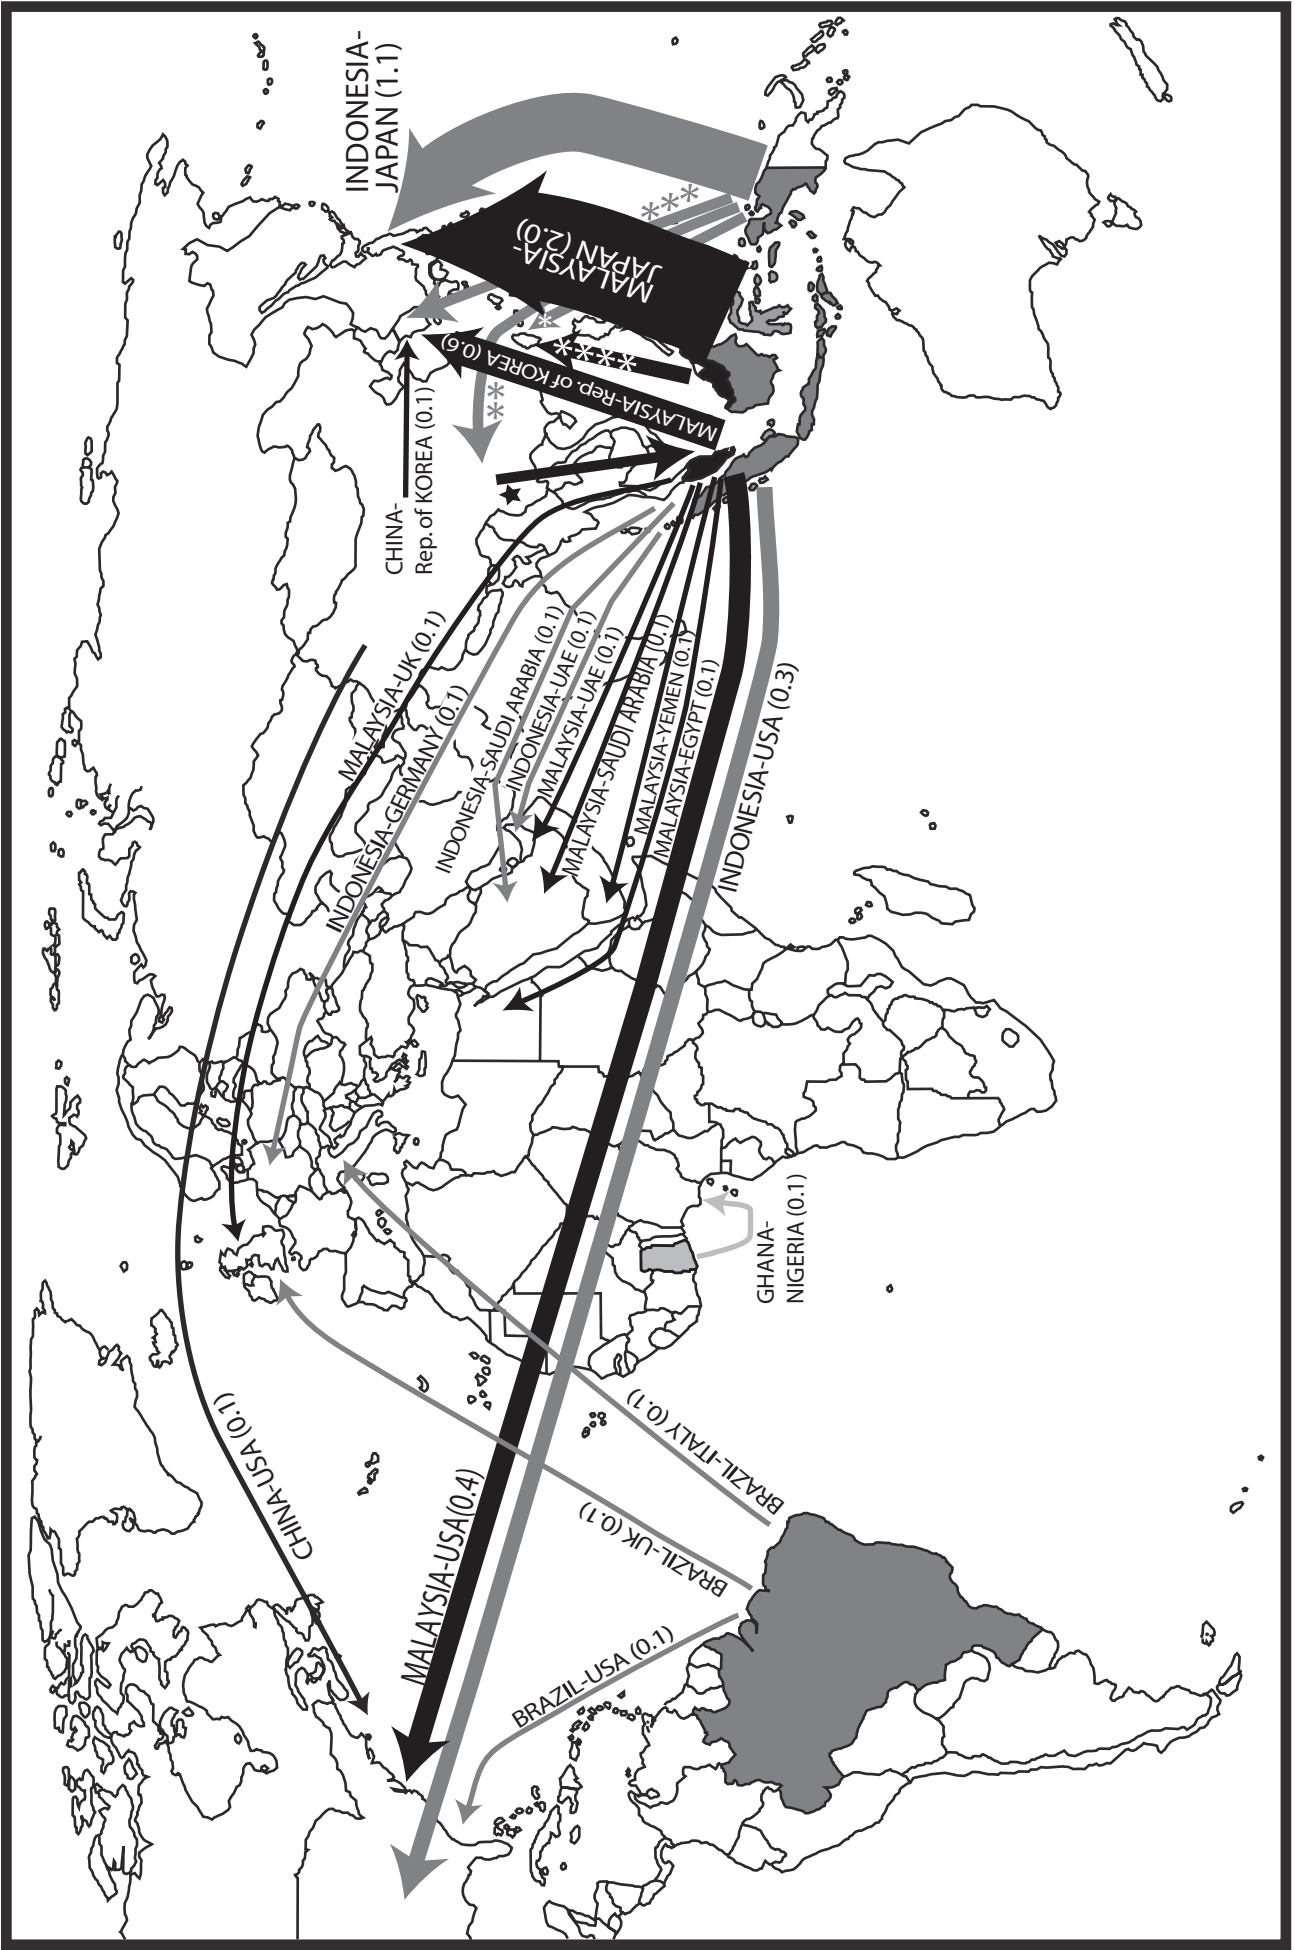 INDONESIA-
JAPAN (1.1)
***
MALAYSIA-
JAPAN (2.0)
*
****
MALAYSIA-Rep. of KOREA (0.6)
**
CHINA-
Rep. of KOREA (0.1)
MALAYSIA-UK (0.1)
INDONESIA-GERMANY (0.1)
INDONESIA-SAUDI ARABIA (0.1)
INDONESIA-UAE (0.1)
MALAYSIA-UAE (0.1)
MALAYSIA-SAUDI ARABIA (0.1)
MALAYSIA-YEMEN (0.1)
MALAYSIA-EGYPT (0.1)
INDONESIA-USA (0.3)
GHANA-
NIGERIA (0.1)
CHINA-USA (0.1)
MALAYSIA-USA(0.4)
BRAZIL-ITALY (0.1)
BRAZIL-UK (0.1)
BRAZIL-USA (0.1)